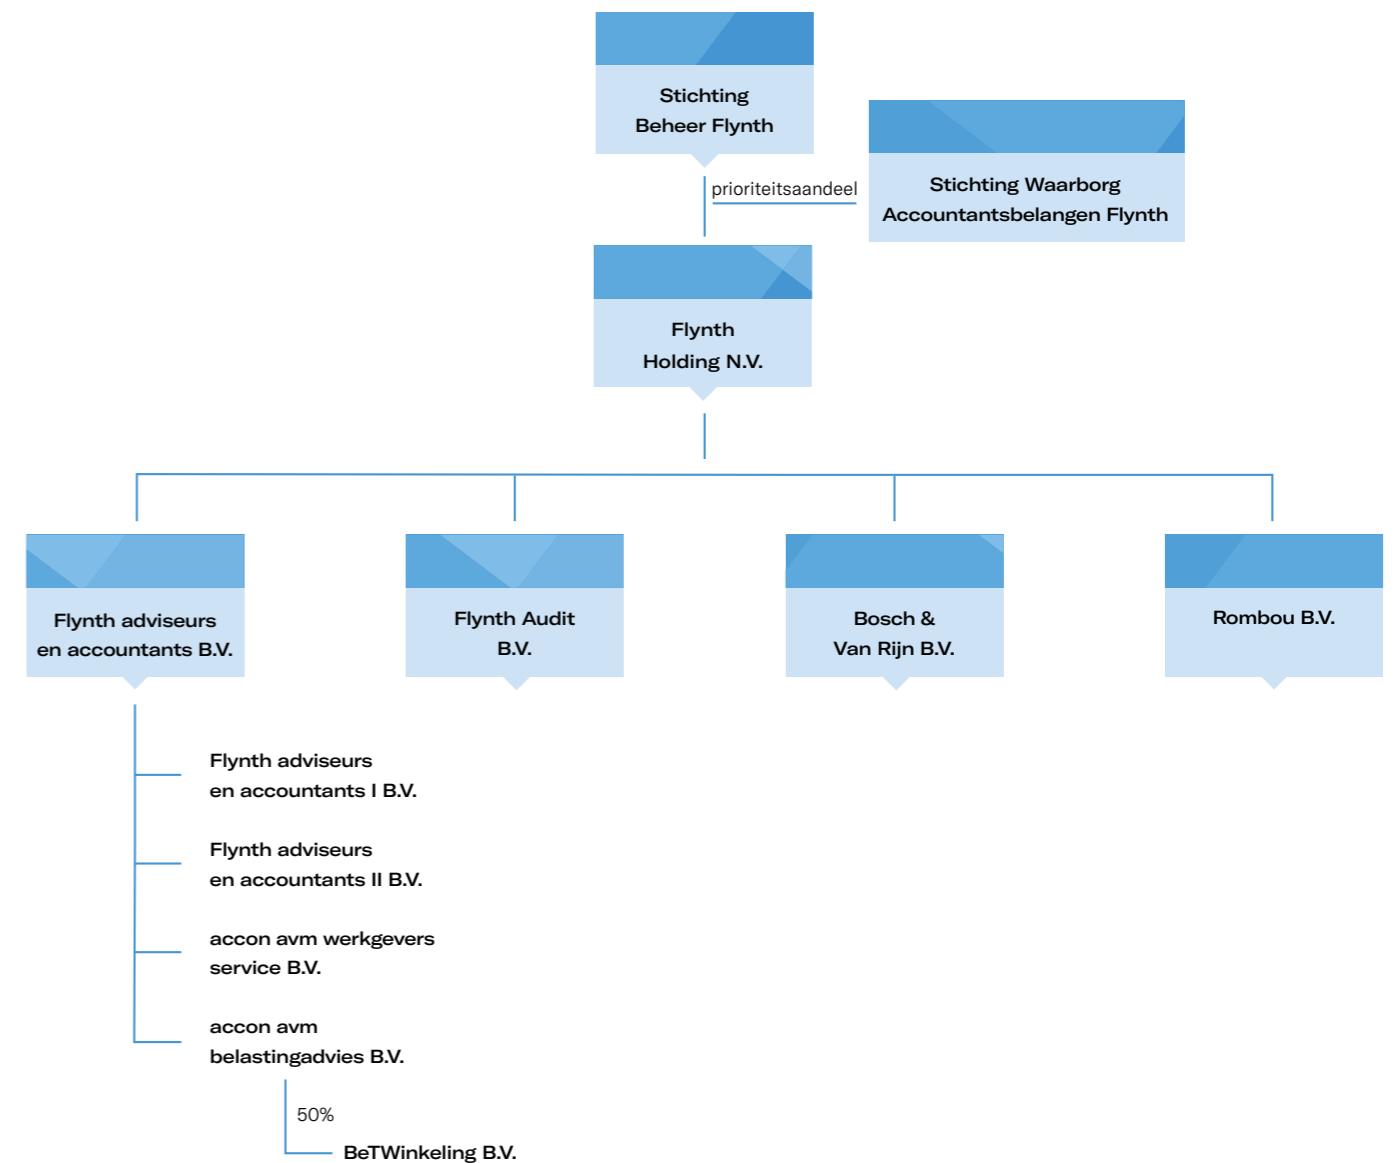 Stichting
Beheer Flynth
prioriteitsaandeel
Stichting Waarborg
Accountantsbelangen Flynth
Flynth
Holding N.V.
Flynth adviseurs
en accountants B.V.
Flynth Audit
B.V.
Bosch &
Van Rijn B.V.
Rombou B.V.
Flynth adviseurs
en accountants I B.V.
Flynth adviseurs
en accountants II B.V.
accon avm werkgevers
service B.V.
accon avm
belastingadvies B.V.
50%
BeTWinkeling B.V.